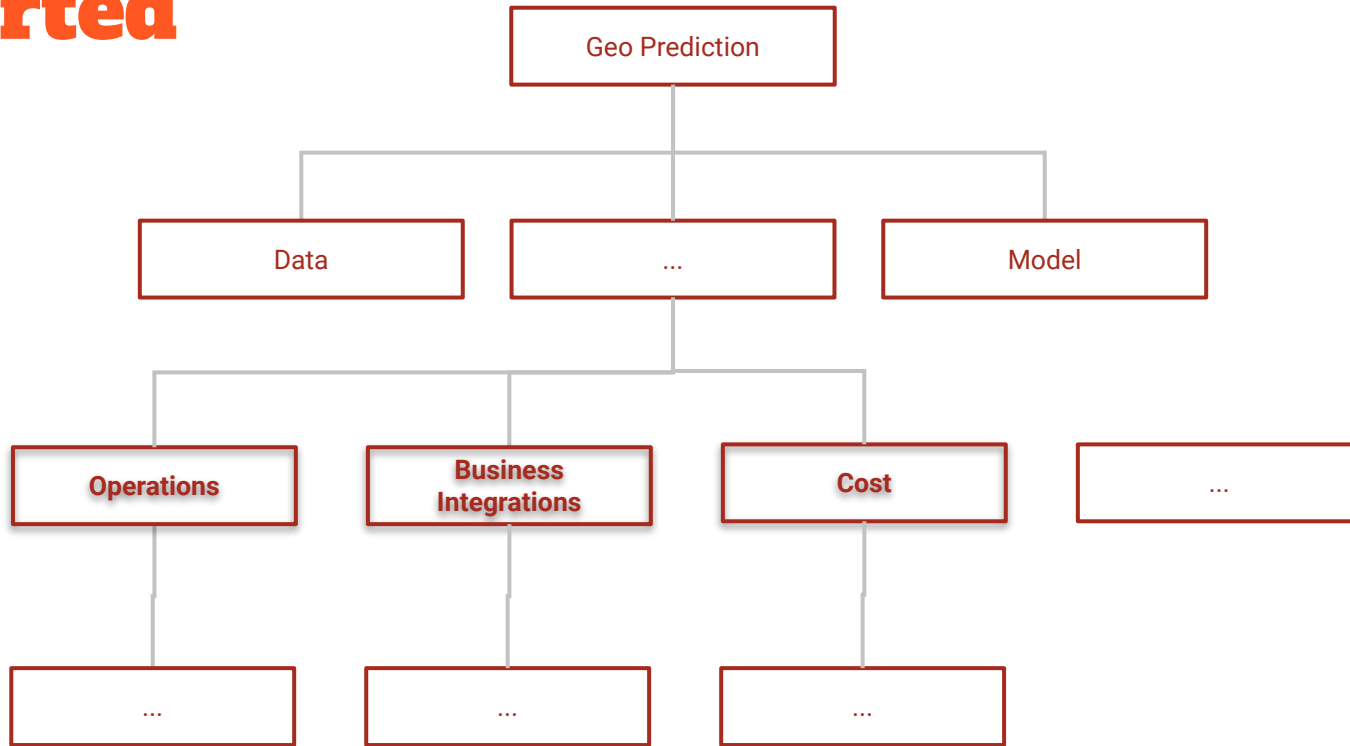 Geo Prediction
Data
...
Model
Operations
Business
Integrations
Cost
...
...
...
...